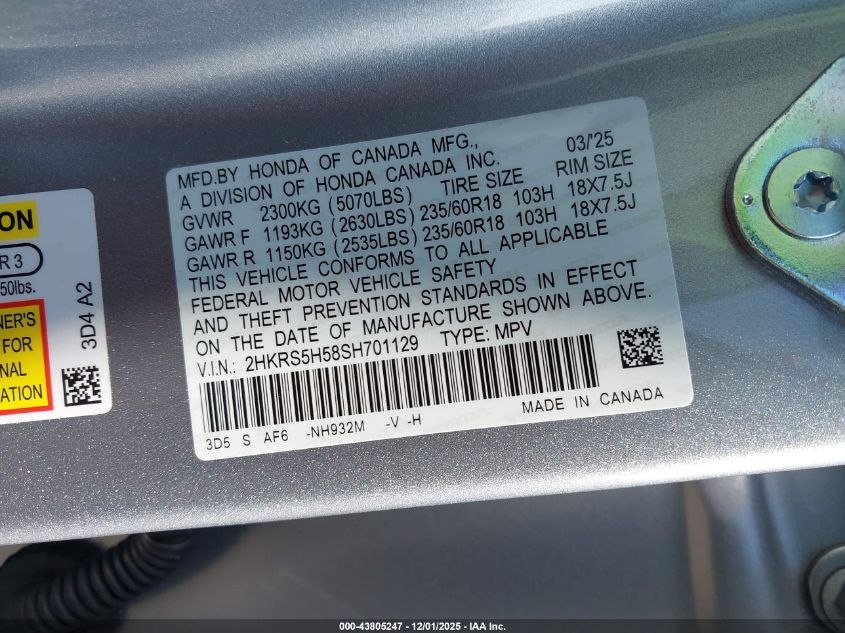 ON
R 3
50lbs.
NER'S
FOR
NAL
ATION
3D4 A2
MFD.BY HONDA OF CANADA MFG., 03/'25
A DIVISION OF HONDA CANADA INC.
TIRE SIZE RIM SIZE
GVWR 2300KG (5070LBS)
GAWR F 1193KG (2630LBS) 235/60R18 103H 18X7.5J
GAWR R 1150KG (2535LBS) 235/60R18 103H 18X7.5J
THIS VEHICLE CONFORMS TO ALL APPLICABLE
FEDERAL MOTOR VEHICLE SAFETY
AND THEFT PREVENTION STANDARDS IN EFFECT
ON THE DATE OF MANUFACTURE SHOWN ABOVE.
V.I.N.: 2HKRS5H58SH701129 TYPE: MPV
3D5 S AF6 -NH932M -V -H MADE IN CANADA
000-43805247 - 12/01/2025 - IAA Inc.